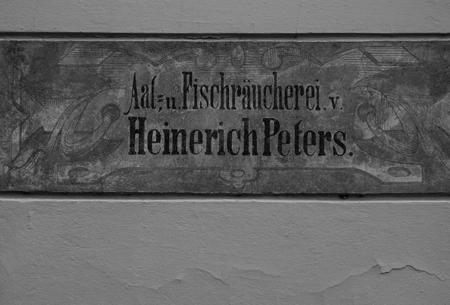 Aal- u. Fischräucherei. v.
Heinerich Peters.